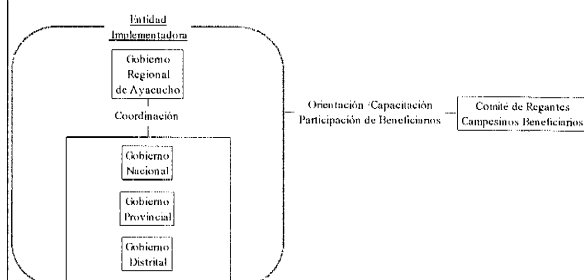 Entidad
Implementadora
Gobierno
Regional
de Ayacucho
Coordinación
Gobierno
Nacional
Gobierno
Provincial
Gobierno
Distrital
Orientación /Capacitación
Participación de Beneficiarios
Comité de Regantes
Campesinos Beneficiarios